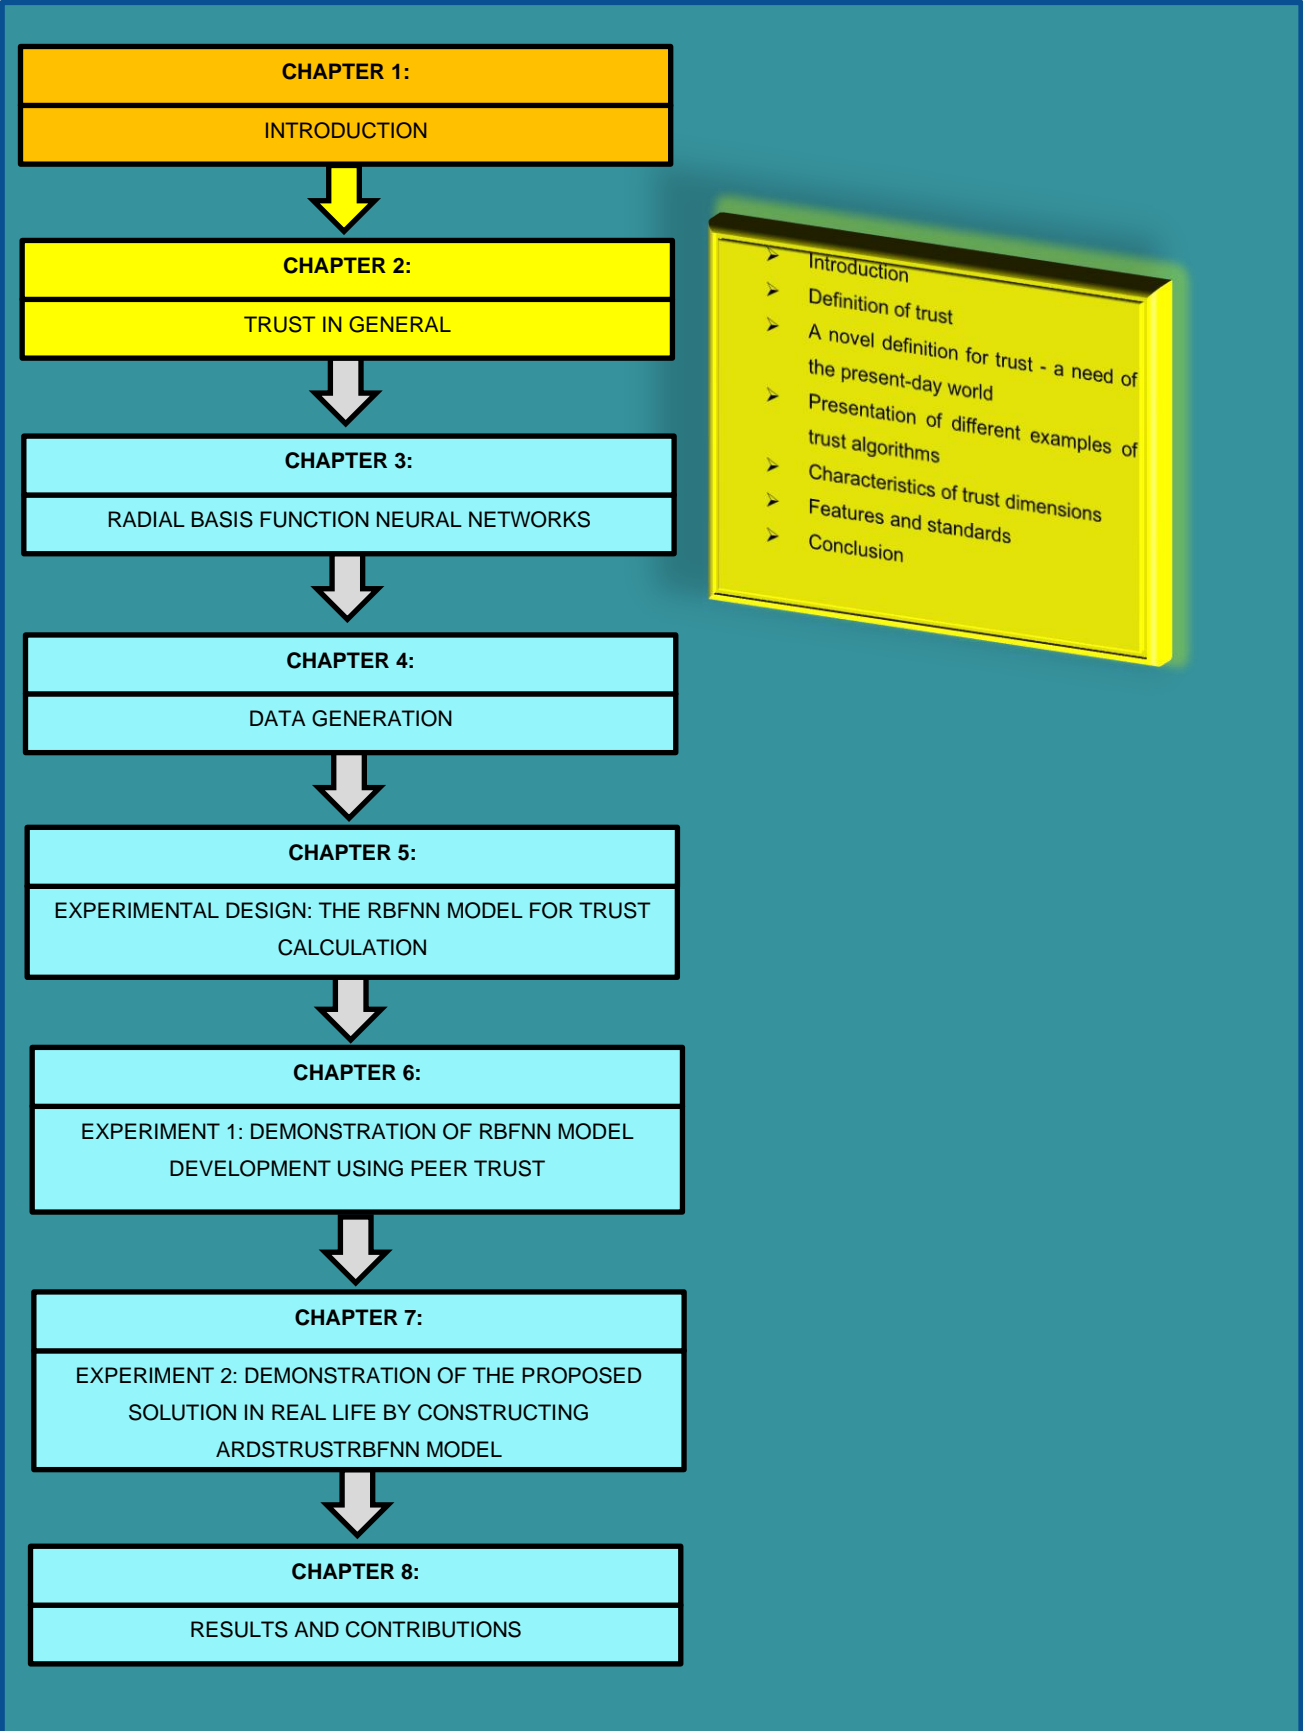 CHAPTER 1:
INTRODUCTION
CHAPTER 2:
TRUST IN GENERAL
➢ Introduction
➢ Definition of trust
➢ A novel definition for trust - a need of
the present-day world
➢ Presentation of different examples of
trust algorithms
➢ Characteristics of trust dimensions
➢ Features and standards
➢ Conclusion
CHAPTER 3:
RADIAL BASIS FUNCTION NEURAL NETWORKS
CHAPTER 4:
DATA GENERATION
CHAPTER 5:
EXPERIMENTAL DESIGN: THE RBFNN MODEL FOR TRUST
CALCULATION
CHAPTER 6:
EXPERIMENT 1: DEMONSTRATION OF RBFNN MODEL
DEVELOPMENT USING PEER TRUST
CHAPTER 7:
EXPERIMENT 2: DEMONSTRATION OF THE PROPOSED
SOLUTION IN REAL LIFE BY CONSTRUCTING
ARDSTRUSTRBFNN MODEL
CHAPTER 8:
RESULTS AND CONTRIBUTIONS